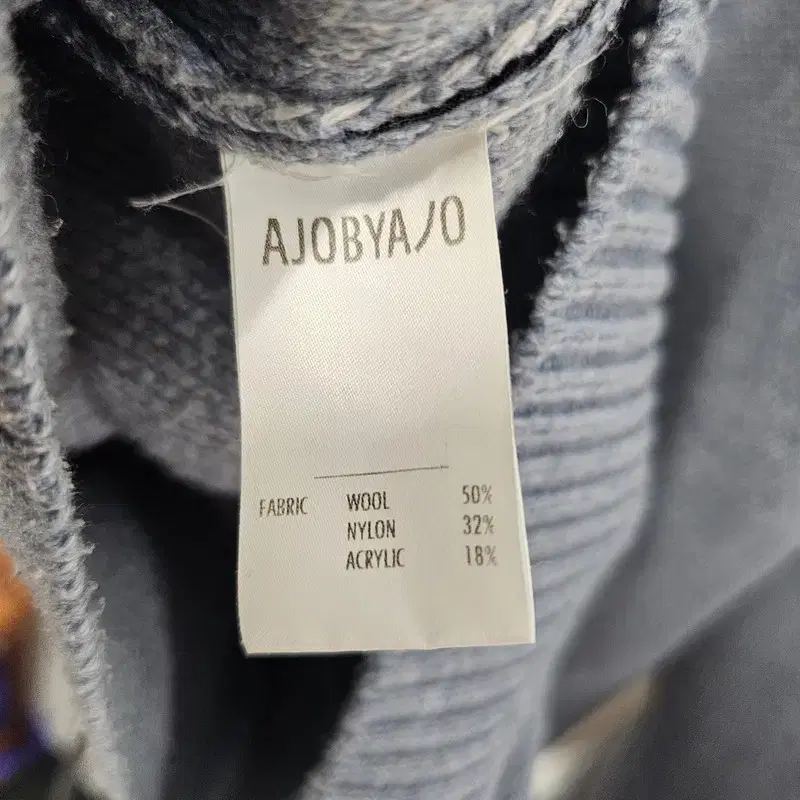 AJOBYAJO
FABRIC WOOL 50%
NYLON 32%
ACRYLIC 18%